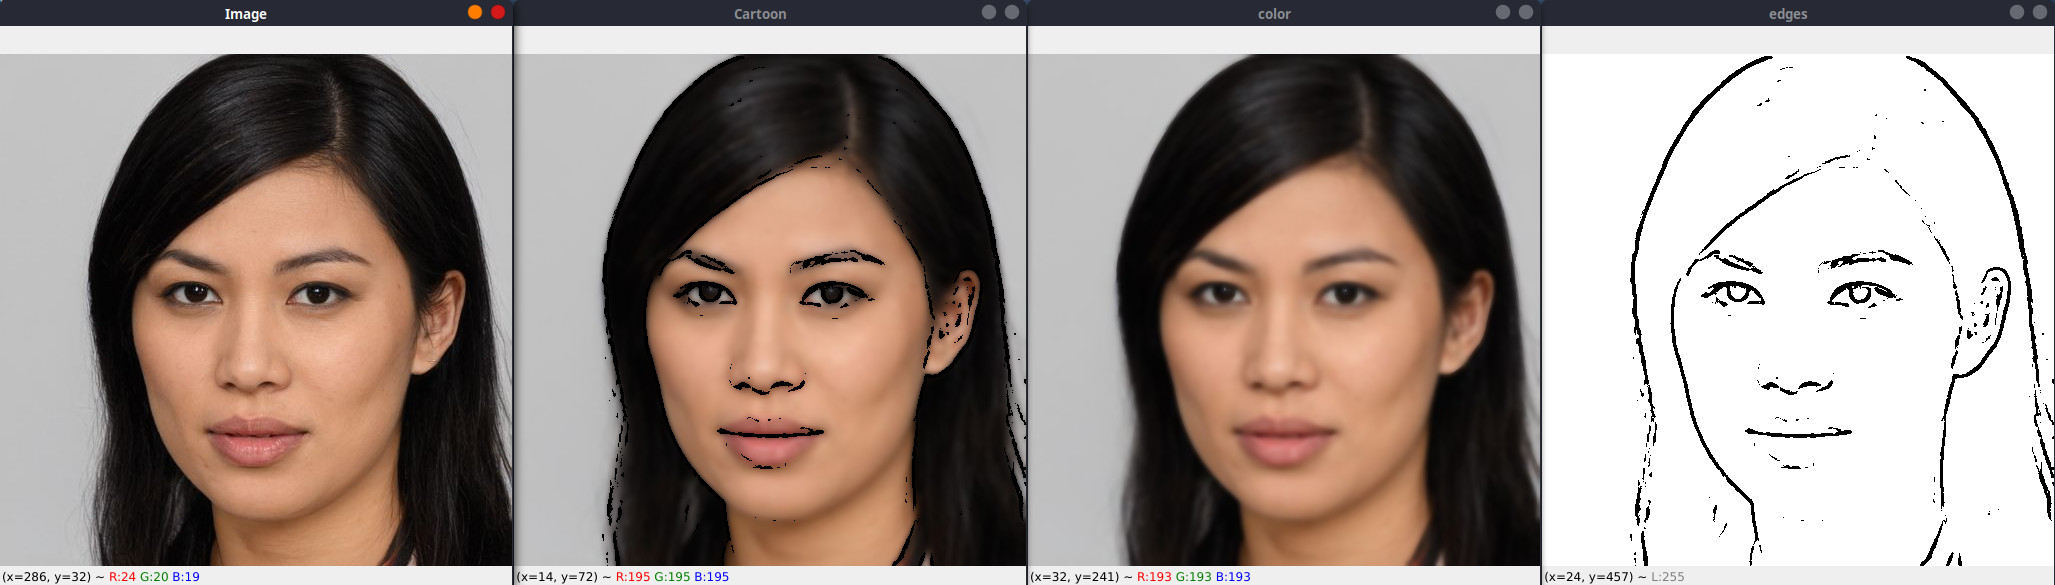 Image
Cartoon
color
edges
(x=286, y=32) ~ R:24 G:20 B:19
(x=14, y=72) ~ R:195 G:195 B:195
(x=32, y=241) ~ R:193 G:193 B:193
(x=24, y=457) ~ L:255